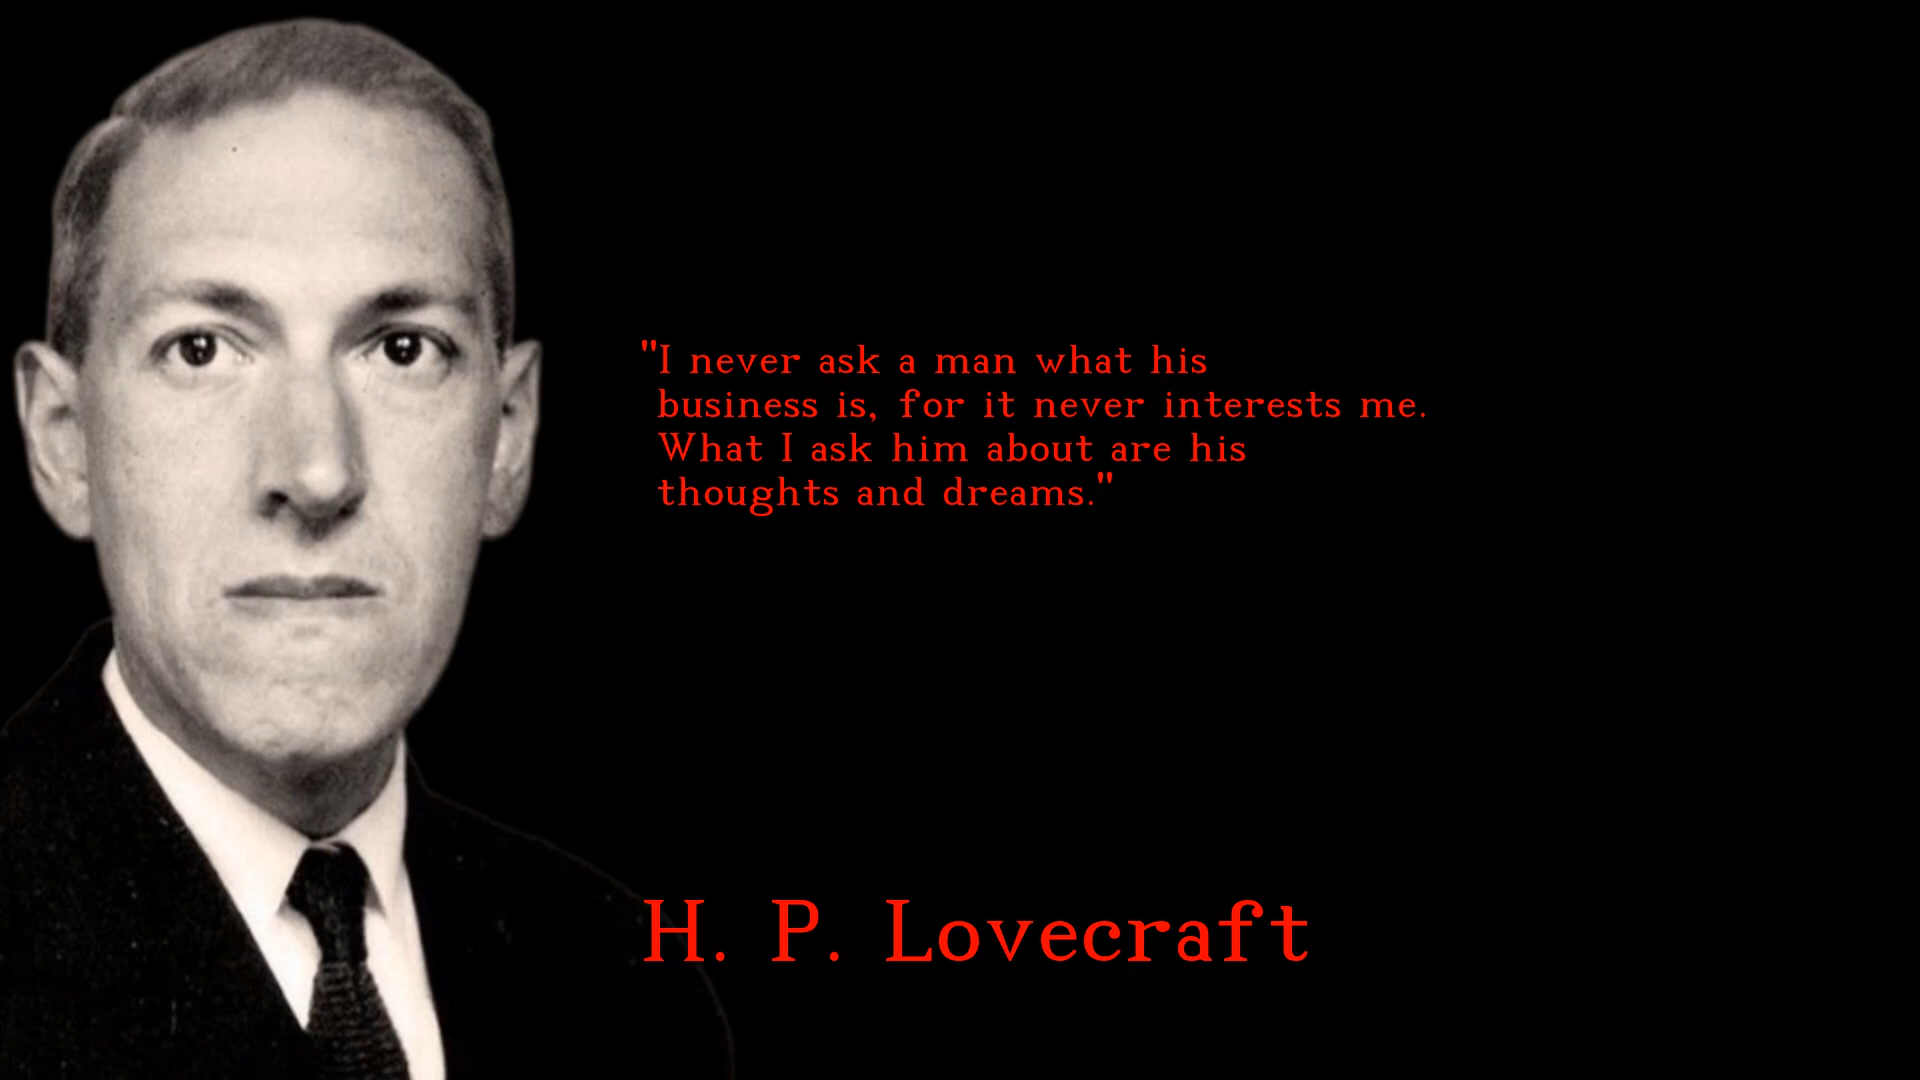 "I never ask a man what his
business is, for it never interests me.
What I ask him about are his
thoughts and dreams."
H. P. Lovecraft